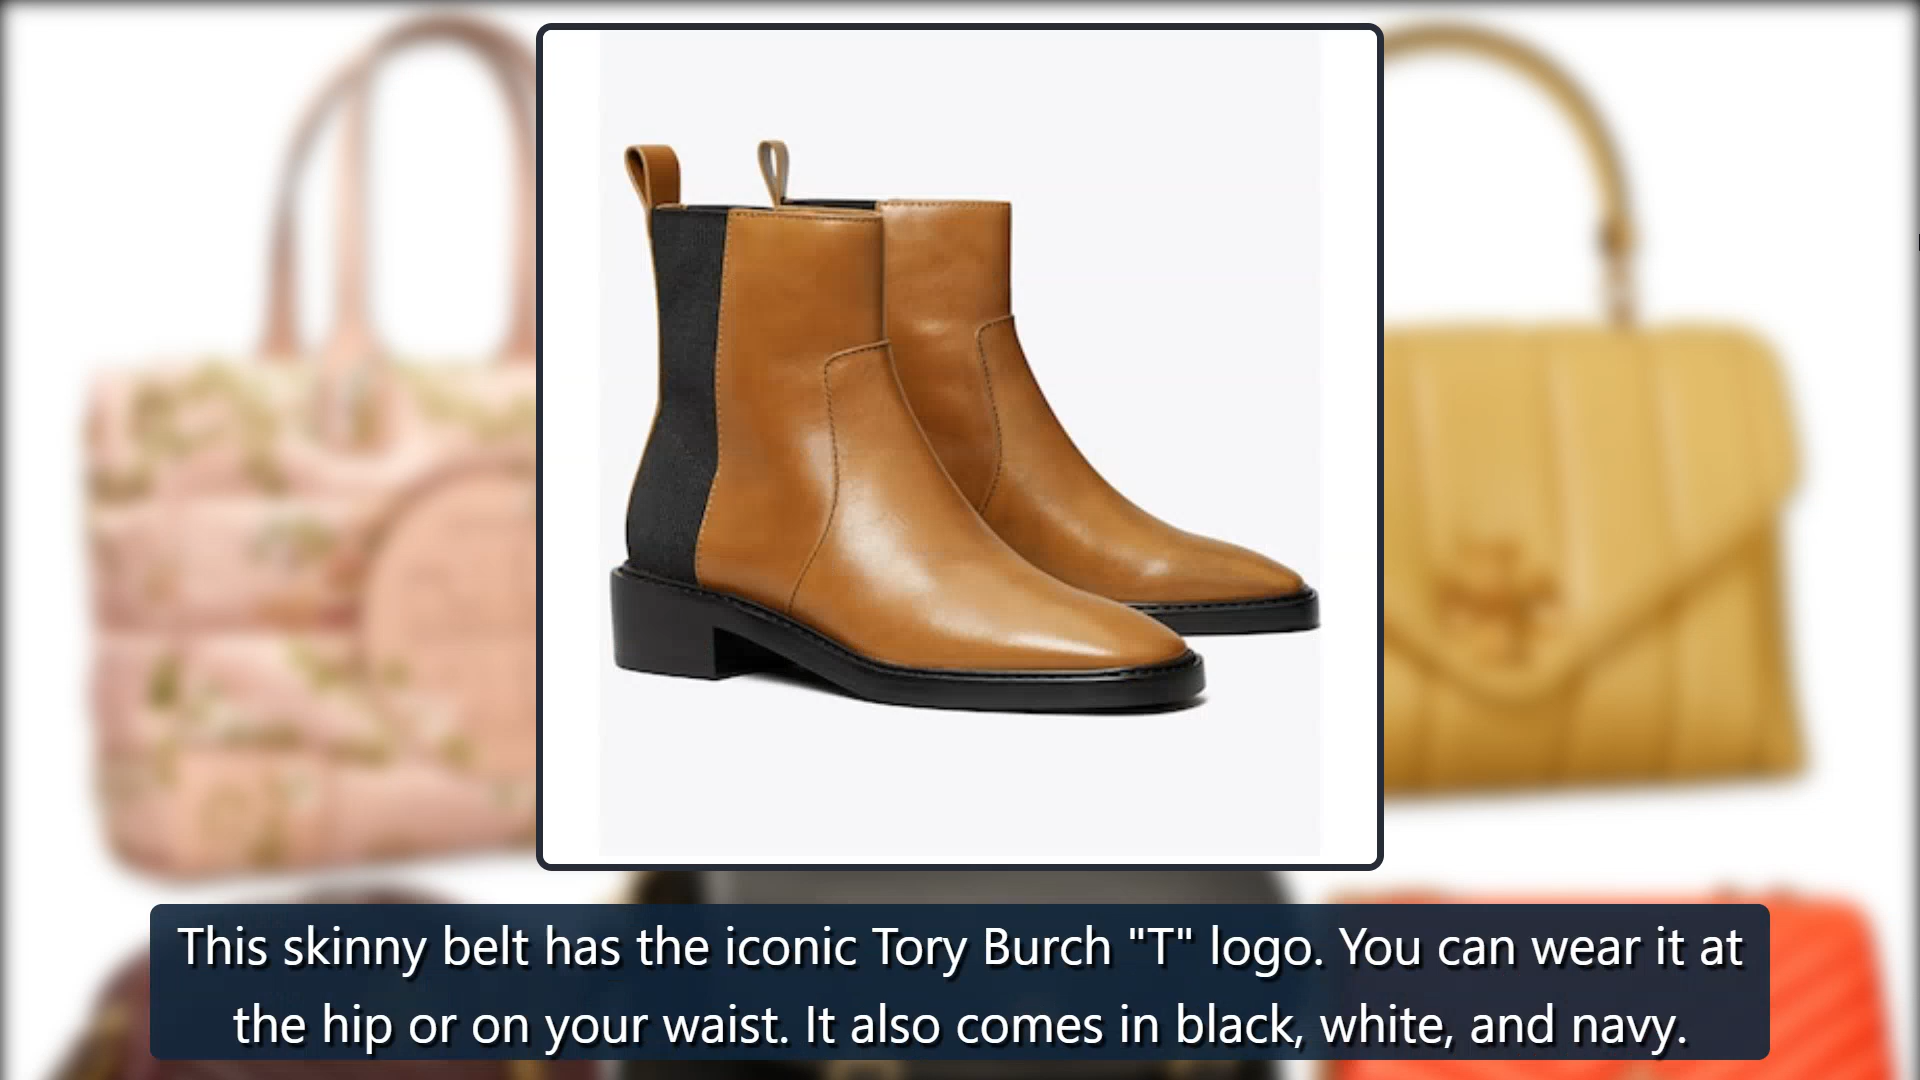 This skinny belt has the iconic Tory Burch "T" logo. You can wear it at
the hip or on your waist. It also comes in black, white, and navy.